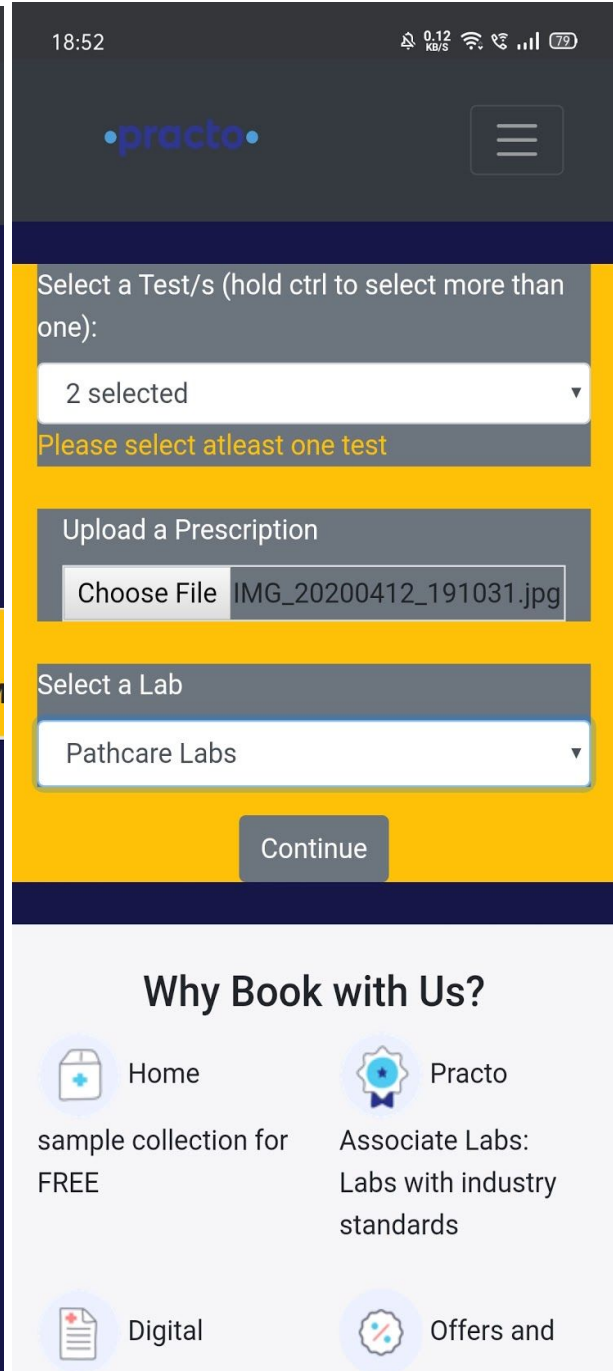 18:52
0.12
KB/S
79
•practo•
Select a Test/s (hold ctrl to select more than
one):
2 selected
Please select atleast one test
Upload a Prescription
Choose File IMG_20200412_191031.jpg
Select a Lab
Pathcare Labs
Continue
Why Book with Us?
Home
sample collection for
FREE
Practo
Associate Labs:
Labs with industry
standards
Digital
Offers and